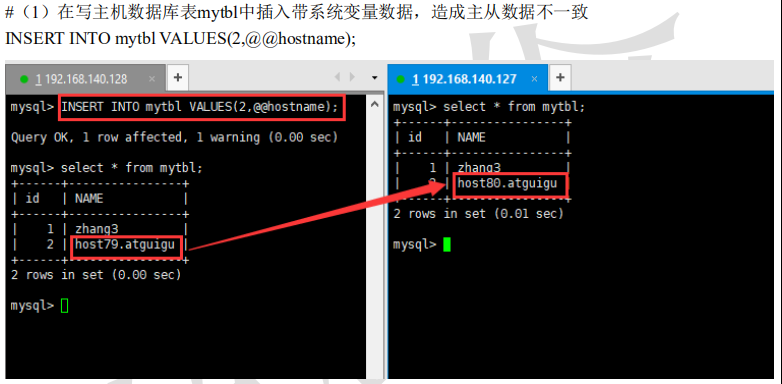 #（1）在写主机数据库表mytbl中插入带系统变量数据，造成主从数据不一致
INSERT INTO mytbl VALUES(2,@@hostname);
1 192.168.140.128 × +
mysql> INSERT INTO mytbl VALUES(2,@@hostname);
Query OK, 1 row affected, 1 warning (0.00 sec)
mysql> select * from mytbl;
+------+----------------+
| id | NAME |
+------+----------------+
| 1 | zhang3 |
| 2 | host79.atguigu |
+------+----------------+
2 rows in set (0.00 sec)
mysql>
1 192.168.140.127 × +
mysql> select * from mytbl;
+------+----------------+
| id | NAME |
+------+----------------+
| 1 | zhang3 |
| 2 | host80.atguigu |
+------+----------------+
2 rows in set (0.01 sec)
mysql>